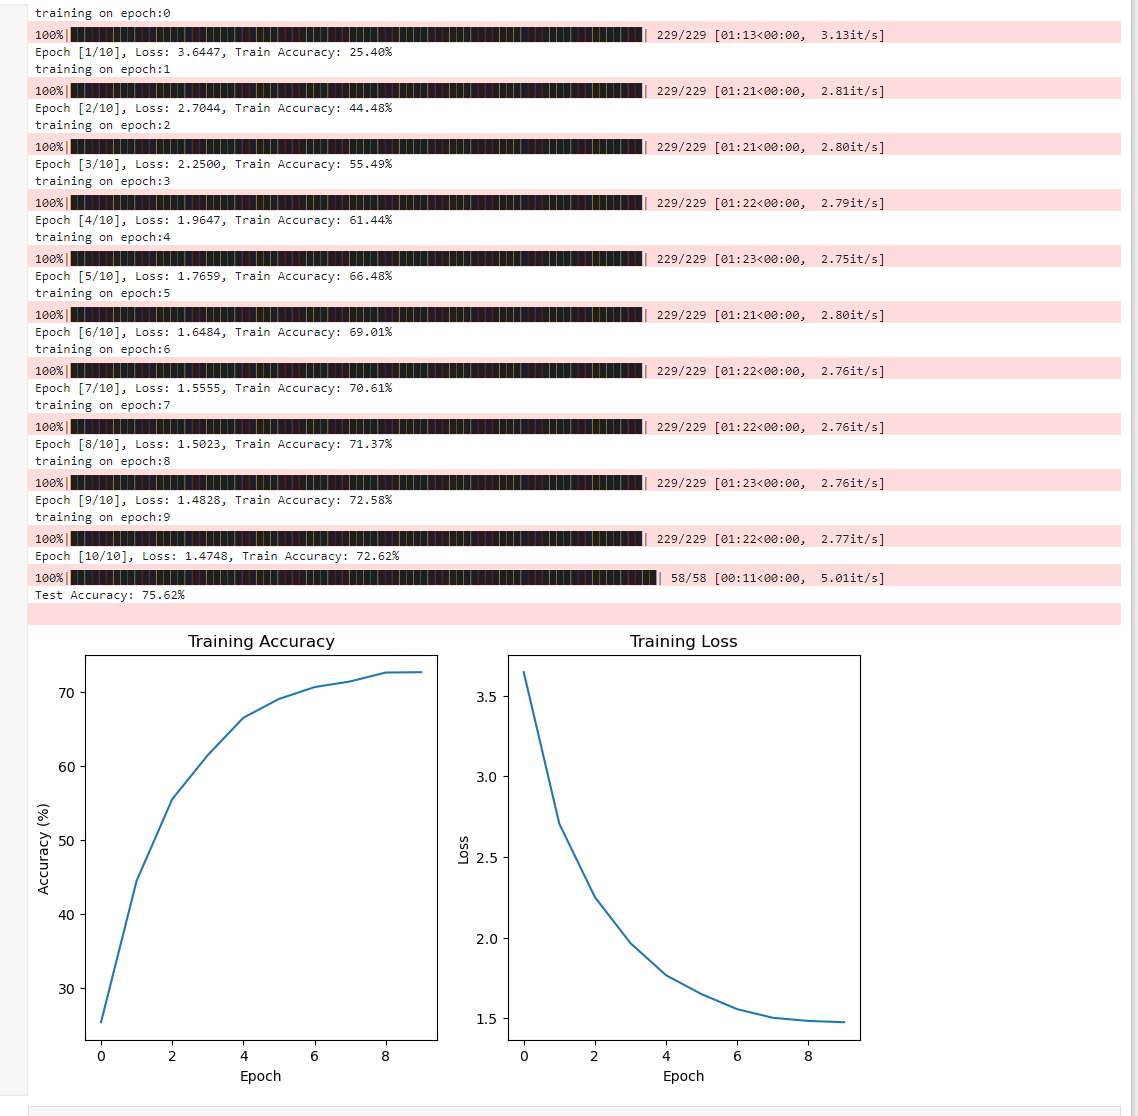 training on epoch:0
100%| | 229/229 [01:13<00:00,  3.13it/s]
Epoch [1/10], Loss: 3.6447, Train Accuracy: 25.40%
training on epoch:1
100%| | 229/229 [01:21<00:00,  2.81it/s]
Epoch [2/10], Loss: 2.7044, Train Accuracy: 44.48%
training on epoch:2
100%| | 229/229 [01:21<00:00,  2.80it/s]
Epoch [3/10], Loss: 2.2500, Train Accuracy: 55.49%
training on epoch:3
100%| | 229/229 [01:22<00:00,  2.79it/s]
Epoch [4/10], Loss: 1.9647, Train Accuracy: 61.44%
training on epoch:4
100%| | 229/229 [01:23<00:00,  2.75it/s]
Epoch [5/10], Loss: 1.7659, Train Accuracy: 66.48%
training on epoch:5
100%| | 229/229 [01:21<00:00,  2.80it/s]
Epoch [6/10], Loss: 1.6484, Train Accuracy: 69.01%
training on epoch:6
100%| | 229/229 [01:22<00:00,  2.76it/s]
Epoch [7/10], Loss: 1.5555, Train Accuracy: 70.61%
training on epoch:7
100%| | 229/229 [01:22<00:00,  2.76it/s]
Epoch [8/10], Loss: 1.5023, Train Accuracy: 71.37%
training on epoch:8
100%| | 229/229 [01:23<00:00,  2.76it/s]
Epoch [9/10], Loss: 1.4828, Train Accuracy: 72.58%
training on epoch:9
100%| | 229/229 [01:22<00:00,  2.77it/s]
Epoch [10/10], Loss: 1.4748, Train Accuracy: 72.62%
100%| | 58/58 [00:11<00:00,  5.01it/s]
Test Accuracy: 75.62%
Training Accuracy
Accuracy (%)
70
60
50
40
30
0 2 4 6 8
Epoch
Training Loss
Loss
3.5
3.0
2.5
2.0
1.5
0 2 4 6 8
Epoch